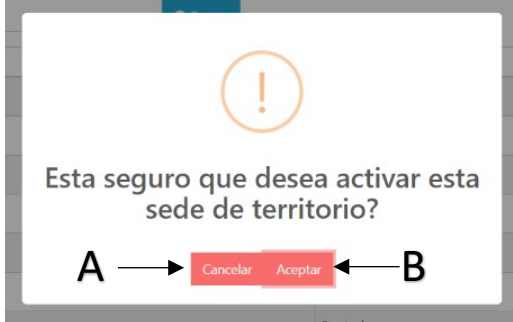 !
Esta seguro que desea activar esta
sede de territorio?
A Cancelar Aceptar B